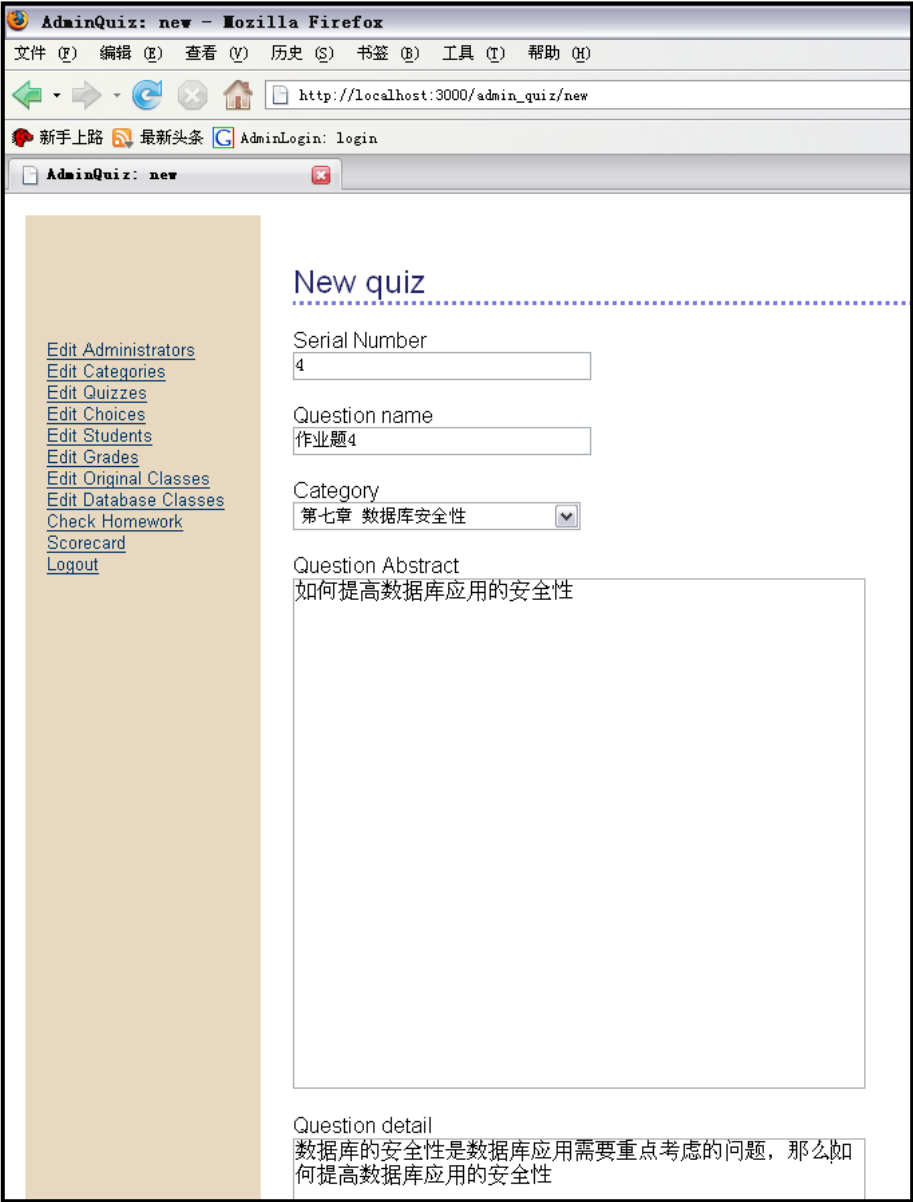 AdminQuiz: new - Mozilla Firefox
文件 (F) 编辑 (E) 查看 (V) 历史 (S) 书签 (B) 工具 (T) 帮助 (H)
http://localhost:3000/admin_quiz/new
新手上路 最新头条 AdminLogin: login
AdminQuiz: new
Edit Administrators
Edit Categories
Edit Quizzes
Edit Choices
Edit Students
Edit Grades
Edit Original Classes
Edit Database Classes
Check Homework
Scorecard
Logout
New quiz
Serial Number
4
Question name
作业题4
Category
第七章 数据库安全性
Question Abstract
如何提高数据库应用的安全性
Question detail
数据库的安全性是数据库应用需要重点考虑的问题，那么如
何提高数据库应用的安全性